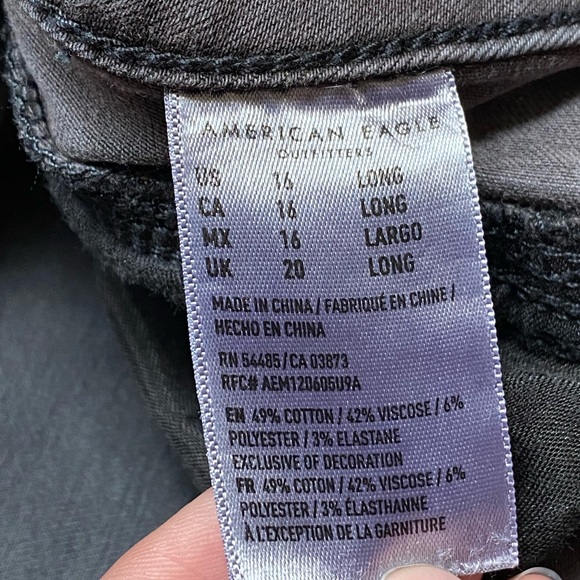 AMERICAN EAGLE
OUTFITTERS
US 16 LONG
CA 16 LONG
MX 16 LARGO
UK 20 LONG
MADE IN CHINA / FABRIQUÉ EN CHINE /
HECHO EN CHINA
RN 54485 / CA 03873
RFC# AEM120605U9A
EN 49% COTTON / 42% VISCOSE / 6%
POLYESTER / 3% ELASTANE
EXCLUSIVE OF DECORATION
FR 49% COTON / 42% VISCOSE / 6%
POLYESTER / 3% ÉLASTHANNE
À L'EXCEPTION DE LA GARNITURE